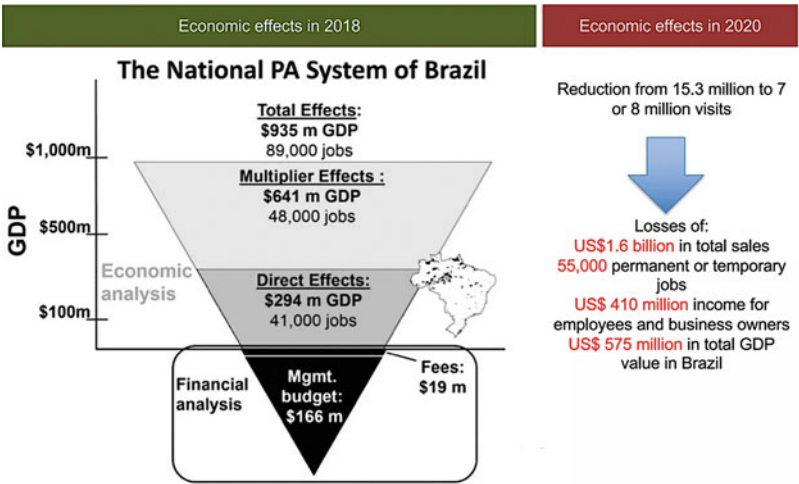 Economic effects in 2018
Economic effects in 2020
The National PA System of Brazil
Total Effects:
$935 m GDP
89,000 jobs
$1,000m
Multiplier Effects :
$641 m GDP
48,000 jobs
GDP
$500m
Economic
analysis
Direct Effects:
$294 m GDP
41,000 jobs
$100m
Financial
analysis
Mgmt.
budget:
$166 m
Fees:
$19 m
Reduction from 15.3 million to 7
or 8 million visits
Losses of:
US$1.6 billion in total sales
55,000 permanent or temporary
jobs
US$ 410 million income for
employees and business owners
US$ 575 million in total GDP
value in Brazil